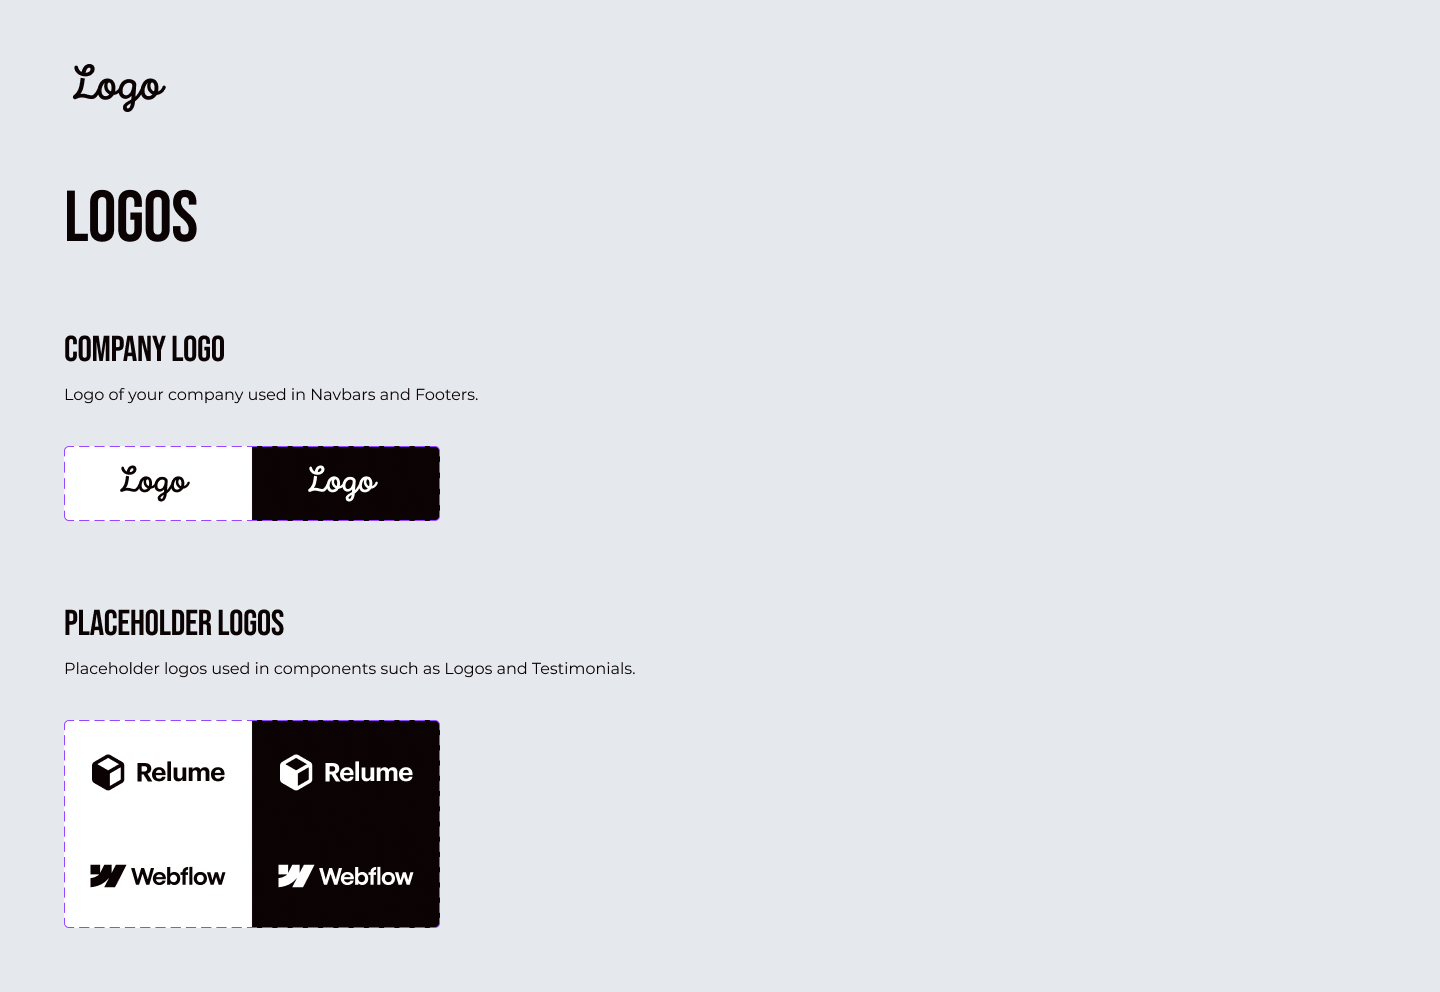 Logo
LOGOS
COMPANY LOGO
Logo of your company used in Navbars and Footers.
Logo Logo
PLACEHOLDER LOGOS
Placeholder logos used in components such as Logos and Testimonials.
Relume Relume
Webflow Webflow